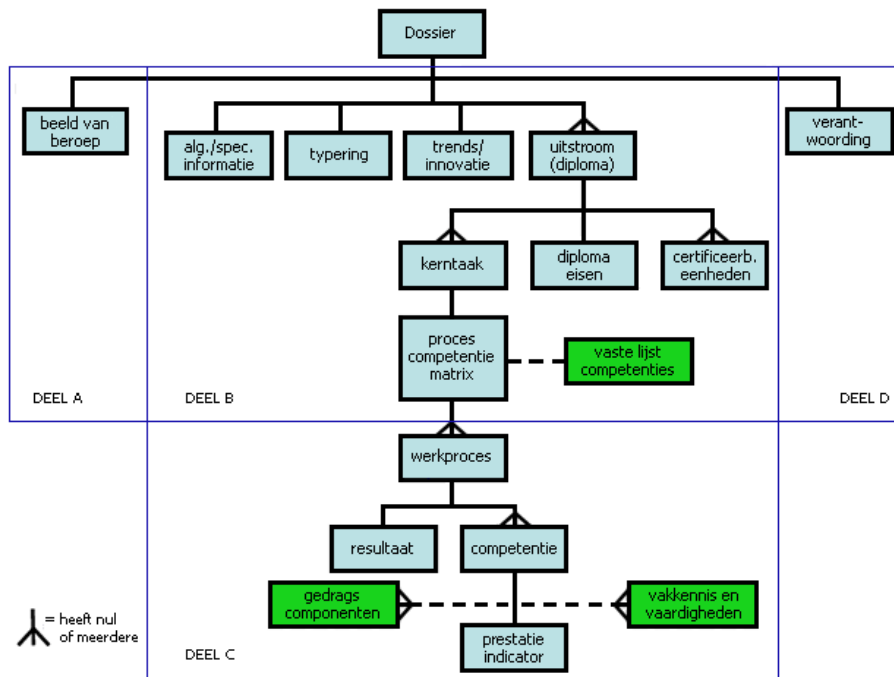 Dossier
beeld van
beroep
alg./spec.
informatie
typering
trends/
innovatie
uitstroom
(diploma)
verant-
woording
kerntaak
diploma
eisen
certificeerb.
eenheden
proces
competentie
matrix
vaste lijst
competenties
DEEL A
DEEL B
DEEL D
werkproces
resultaat
competentie
gedrags
componenten
vakkennis en
vaardigheden
= heeft nul
of meerdere
prestatie
indicator
DEEL C